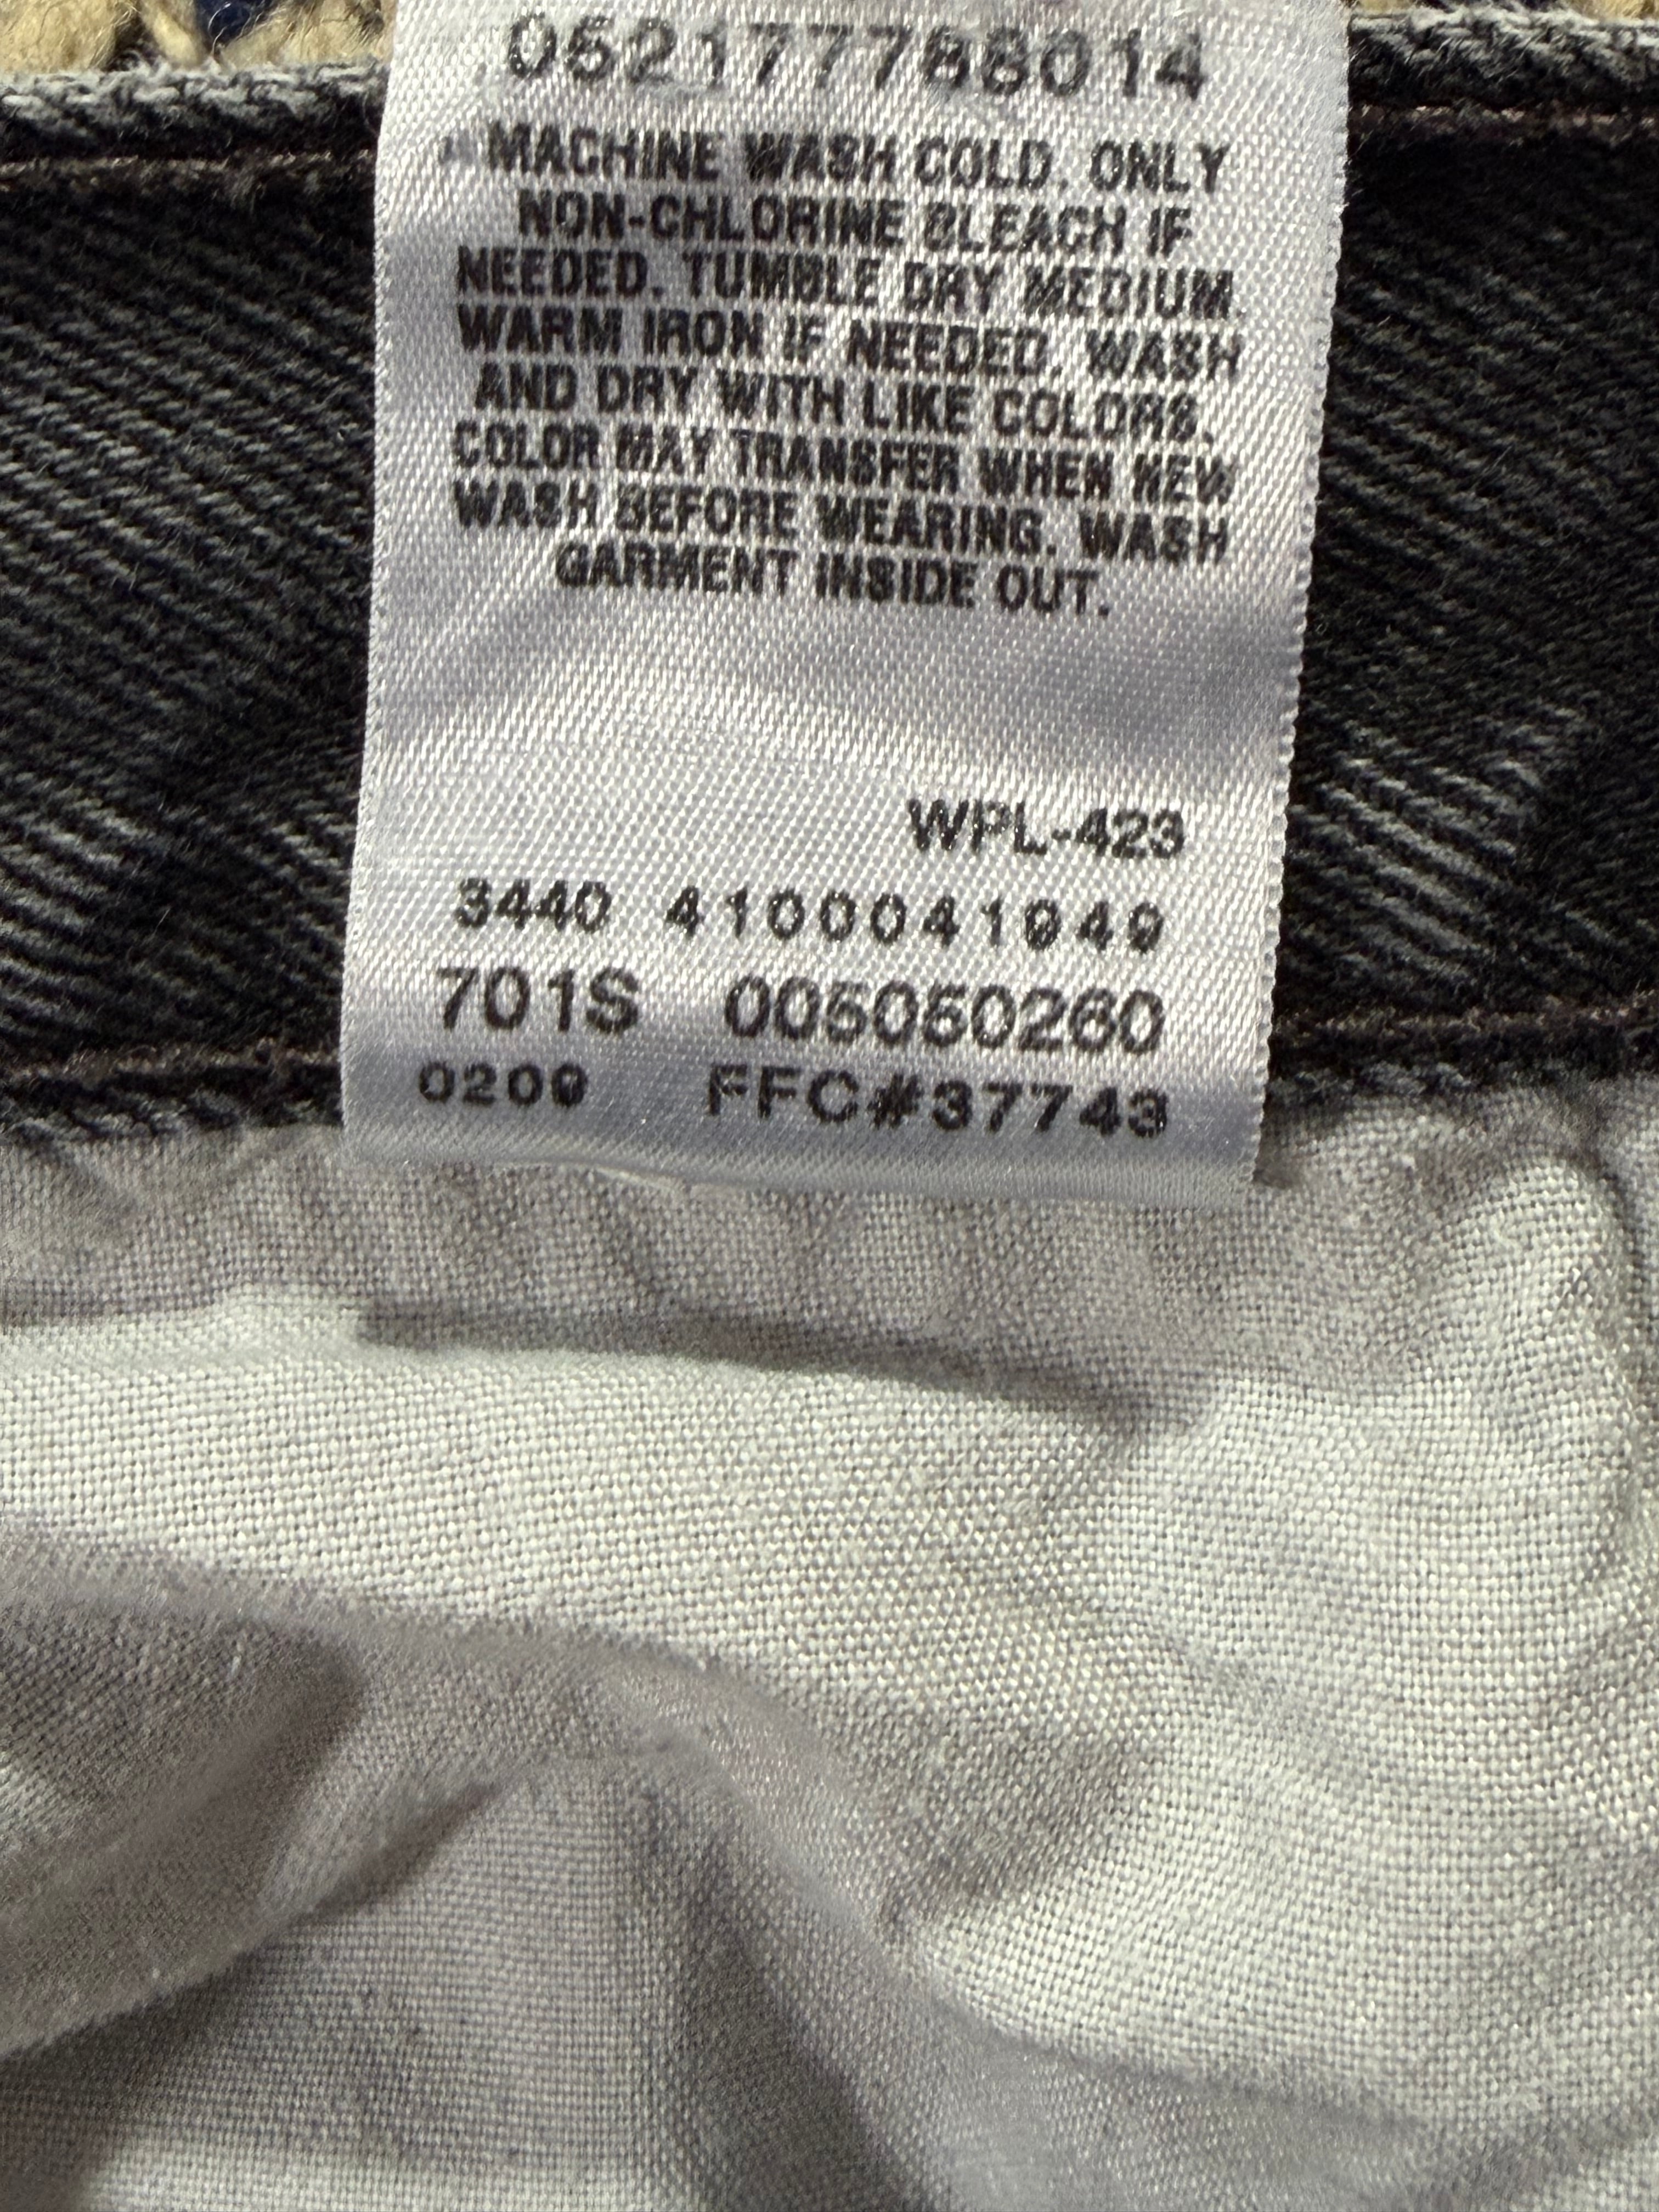 052177788014
MACHINE WASH COLD. ONLY
NON-CHLORINE BLEACH IF
NEEDED. TUMBLE DRY MEDIUM.
WARM IRON IF NEEDED. WASH
AND DRY WITH LIKE COLORS.
COLOR MAY TRANSFER WHEN NEW
WASH BEFORE WEARING. WASH
GARMENT INSIDE OUT.
WPL-423
3440 4100041949
701S 005050260
0209 FFC#37743